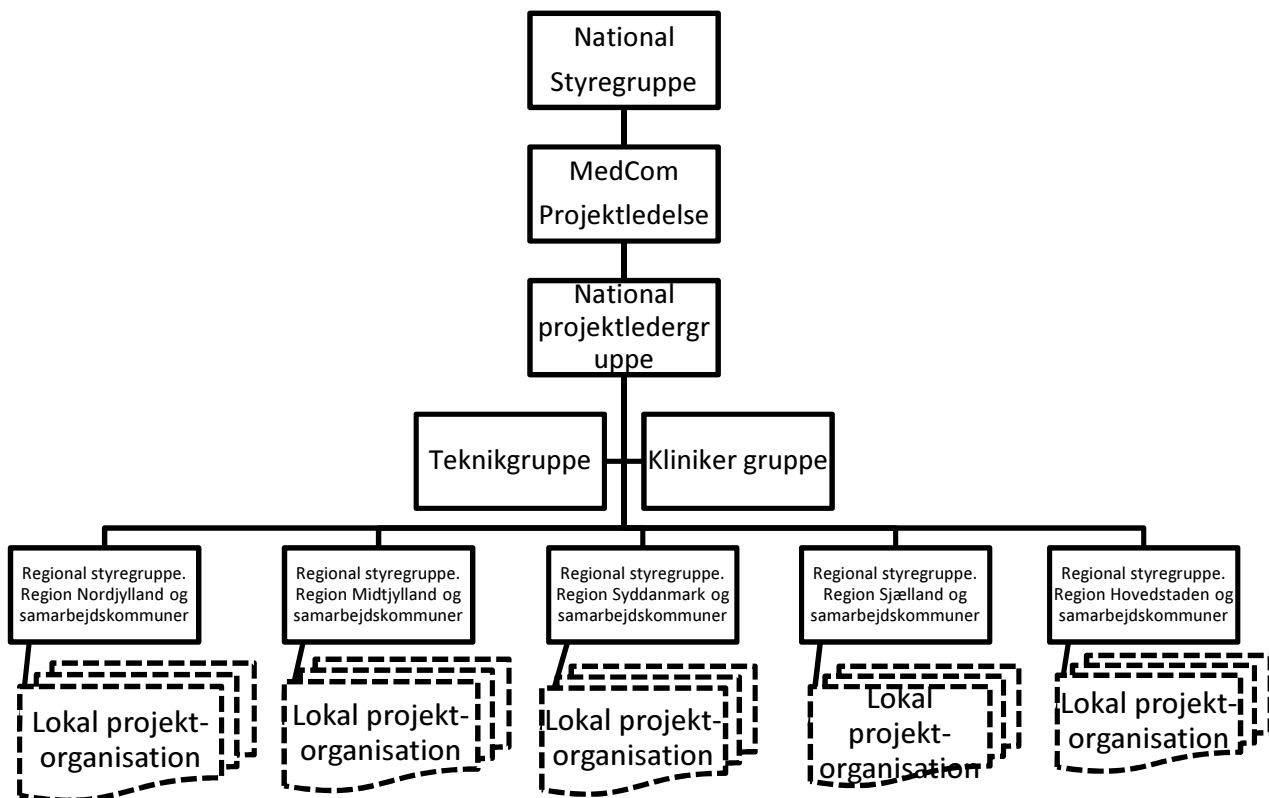 National
Styregruppe
MedCom
Projektledelse
National
projektledergr
uppe
Teknikgruppe
Kliniker gruppe
Regional styregruppe.
Region Nordjylland og
samarbejdskommuner
Regional styregruppe.
Region Midtjylland og
samarbejdskommuner
Regional styregruppe.
Region Syddanmark og
samarbejdskommuner
Regional styregruppe.
Region Sjælland og
samarbejdskommuner
Regional styregruppe.
Region Hovedstaden og
samarbejdskommuner
Lokal projekt-
organisation
Lokal projekt-
organisation
Lokal projekt-
organisation
Lokal
projekt-
organisation
Lokal projekt-
organisation